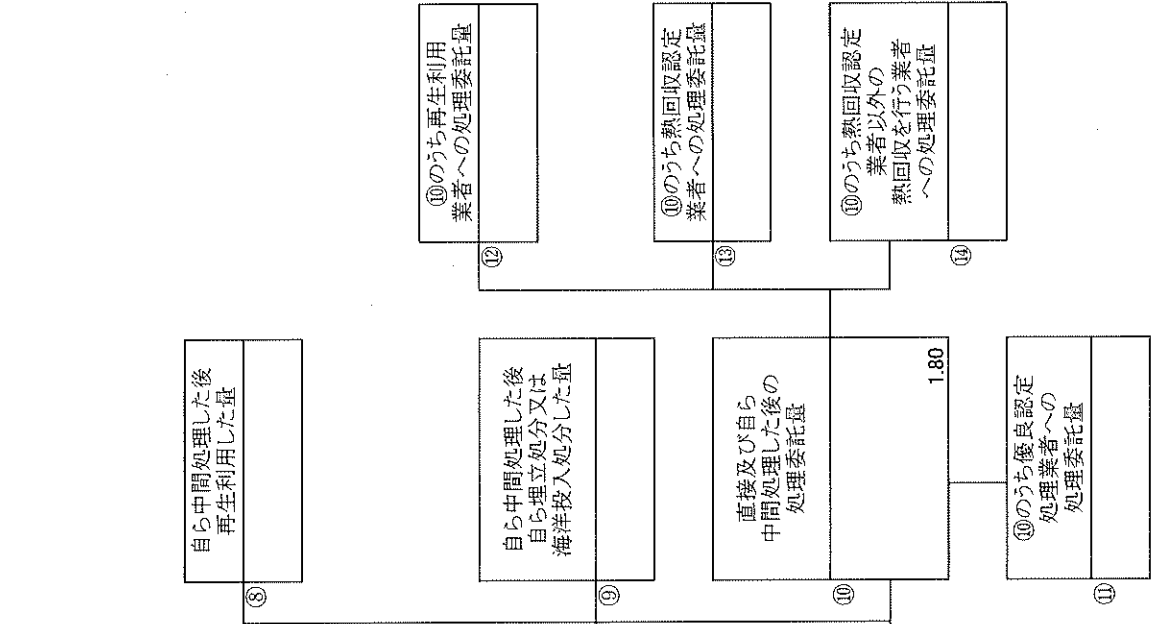 ⑧
自ら中間処理した後
再生利用した量
⑨
自ら中間処理した後
自ら埋立処分又は
海洋投入処分した量
⑩
直接及び自ら
中間処理した後の
処理委託量
1.80
⑪
⑩のうち優良認定
処理業者への
処理委託量
⑫
⑩のうち再生利用
業者への処理委託量
⑬
⑩のうち熱回収認定
業者への処理委託量
⑭
⑩のうち熱回収認定
業者以外の
熱回収を行う業者
への処理委託量